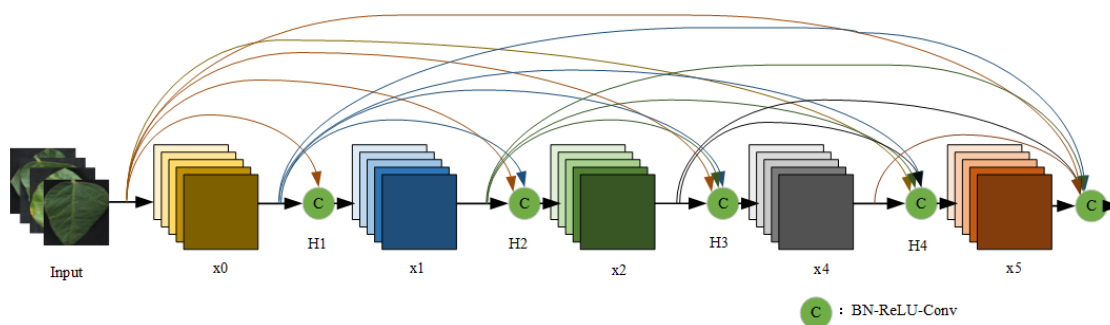 C C C C C
H1 H2 H3 H4
Input x0 x1 x2 x4 x5
C : BN-ReLU-Conv